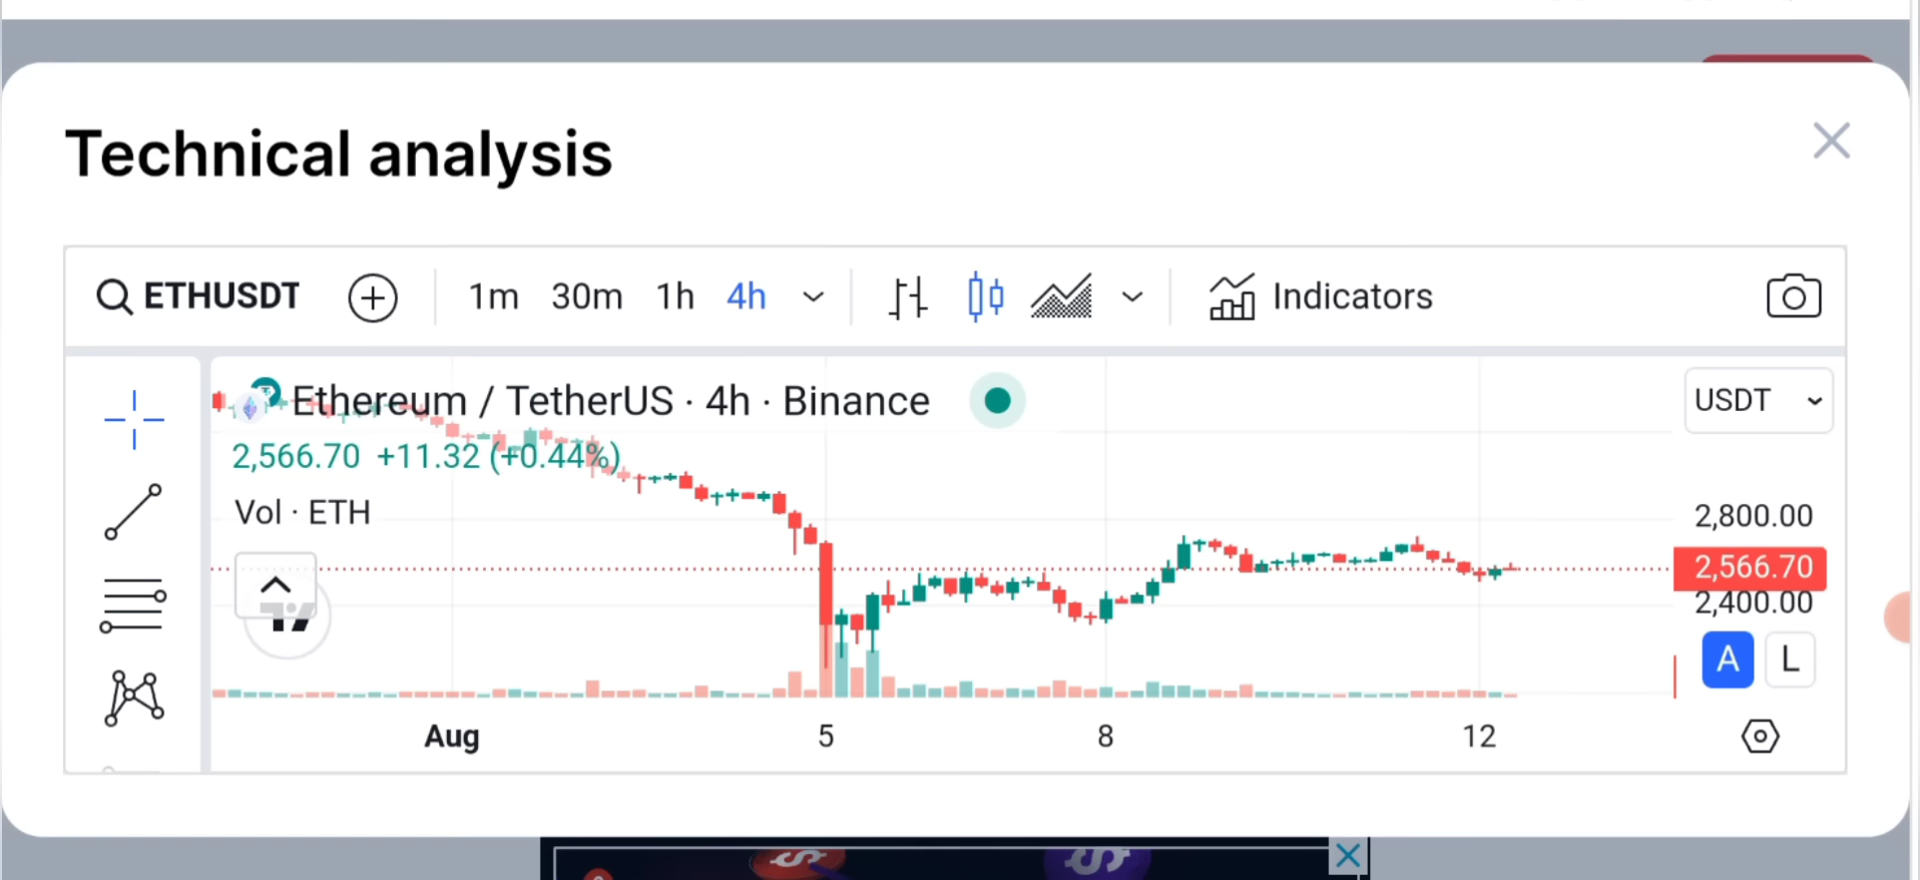 Technical analysis
ETHUSDT 1m 30m 1h 4h Indicators
Ethereum / TetherUS · 4h · Binance
USDT
2,566.70 +11.32 (+0.44%)
Vol · ETH
2,800.00
2,566.70
2,400.00
A L
Aug 5 8 12